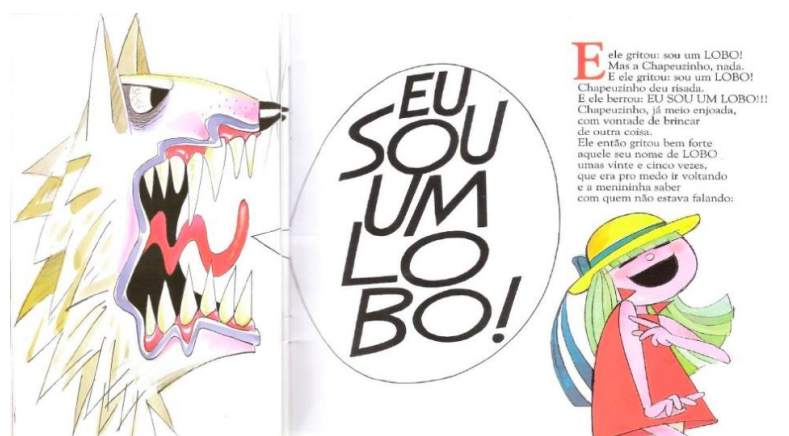 EU
SOU
UM
LO
BO!
E ele gritou: sou um LOBO!
Mas a Chapeuzinho, nada.
E ele gritou: sou um LOBO!
Chapeuzinho deu risada.
E ele berrou: EU SOU UM LOBO!!!
Chapeuzinho, já meio enjoada,
com vontade de brincar
de outra coisa.
Ele então gritou bem forte
aquele seu nome de LOBO
umas vinte e cinco vezes,
que era pro medo ir voltando
e a menininha saber
com quem não estava falando: